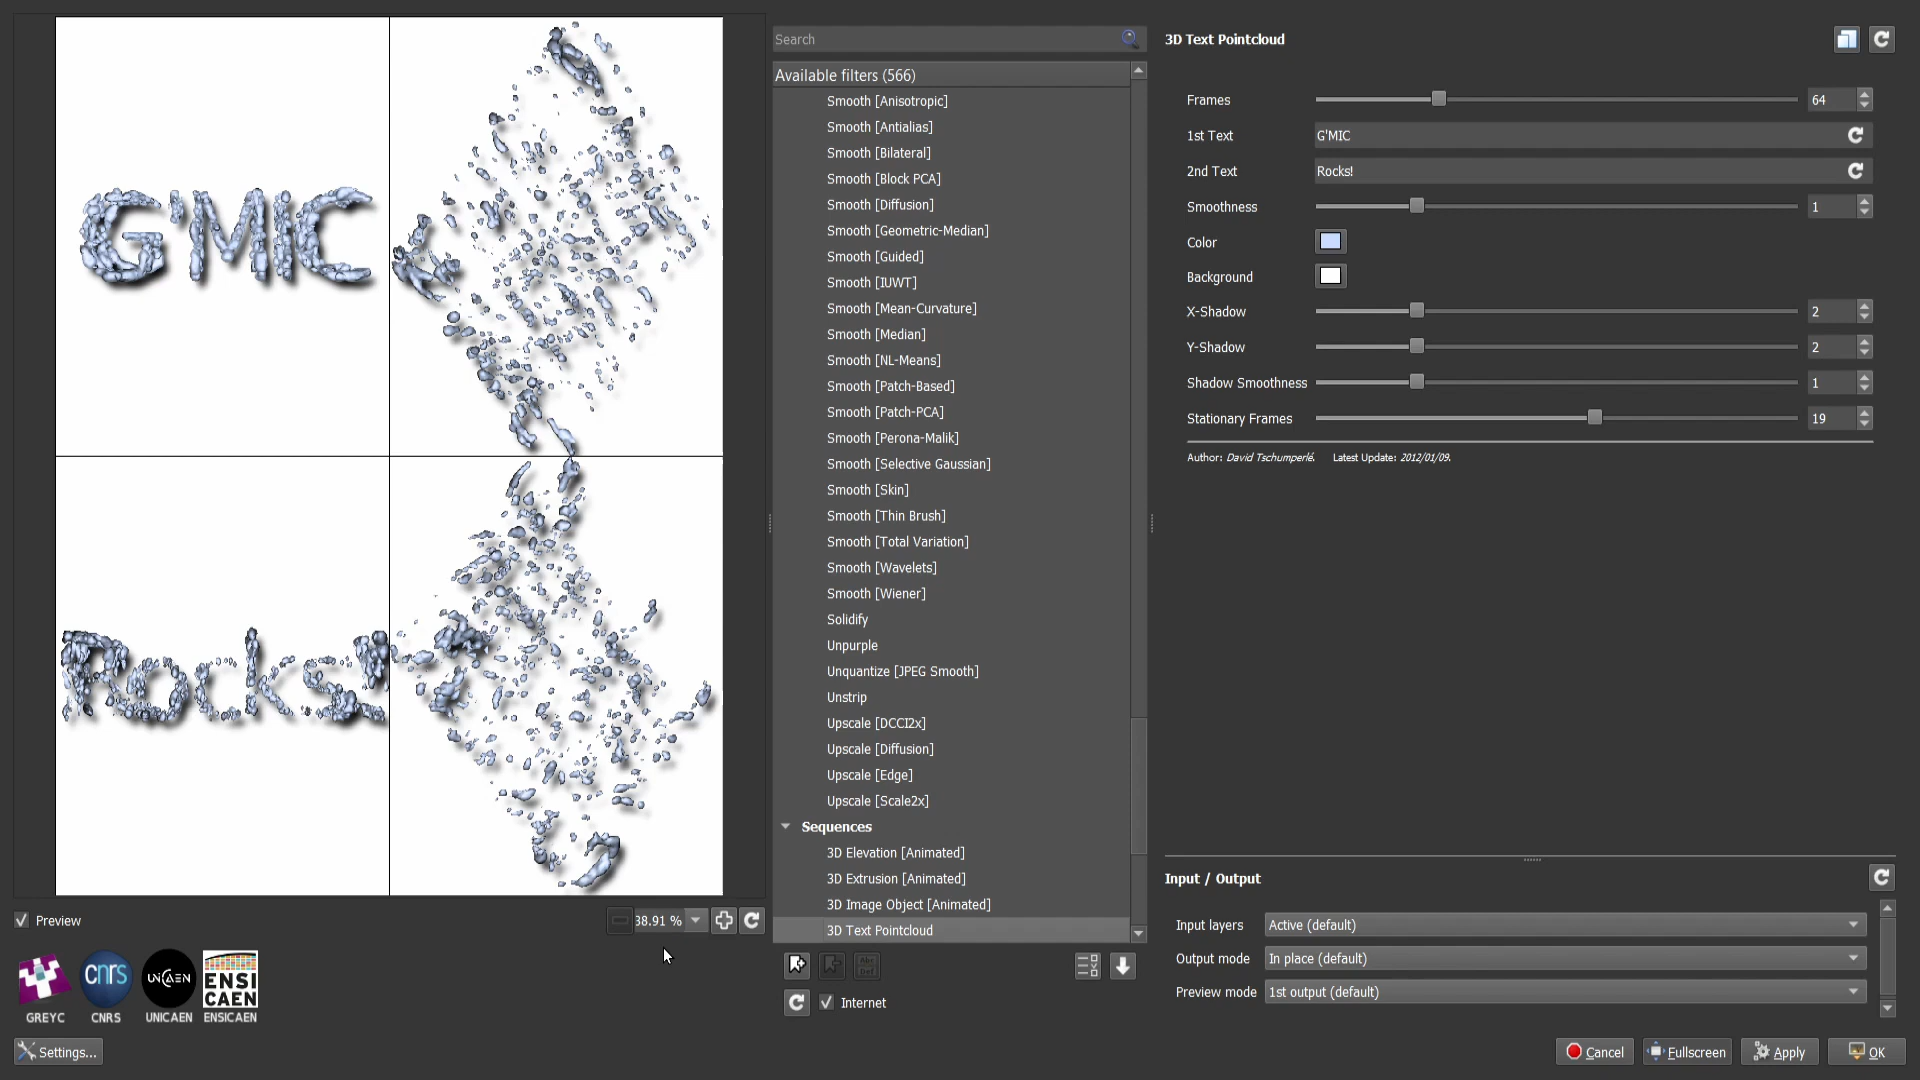 G'MIC
Rocks!
Preview
38.91 %
GREYC
cnrs
CNRS
UNICAEN
UNICAEN
ENSI
CAEN
ENSICAEN
Settings...
Search
Available filters (566)
Smooth [Anisotropic]
Smooth [Antialias]
Smooth [Bilateral]
Smooth [Block PCA]
Smooth [Diffusion]
Smooth [Geometric-Median]
Smooth [Guided]
Smooth [IUWT]
Smooth [Mean-Curvature]
Smooth [Median]
Smooth [NL-Means]
Smooth [Patch-Based]
Smooth [Patch-PCA]
Smooth [Perona-Malik]
Smooth [Selective Gaussian]
Smooth [Skin]
Smooth [Thin Brush]
Smooth [Total Variation]
Smooth [Wavelets]
Smooth [Wiener]
Solidify
Unpurple
Unquantize [JPEG Smooth]
Unstrip
Upscale [DCCI2x]
Upscale [Diffusion]
Upscale [Edge]
Upscale [Scale2x]
Sequences
3D Elevation [Animated]
3D Extrusion [Animated]
3D Image Object [Animated]
3D Text Pointcloud
Internet
3D Text Pointcloud
Frames 64
1st Text G'MIC
2nd Text Rocks!
Smoothness 1
Color
Background
X-Shadow 2
Y-Shadow 2
Shadow Smoothness 1
Stationary Frames 19
Author: David Tschumperlé. Latest Update: 2012/01/09.
Input / Output
Input layers Active (default)
Output mode In place (default)
Preview mode 1st output (default)
Cancel Fullscreen Apply OK